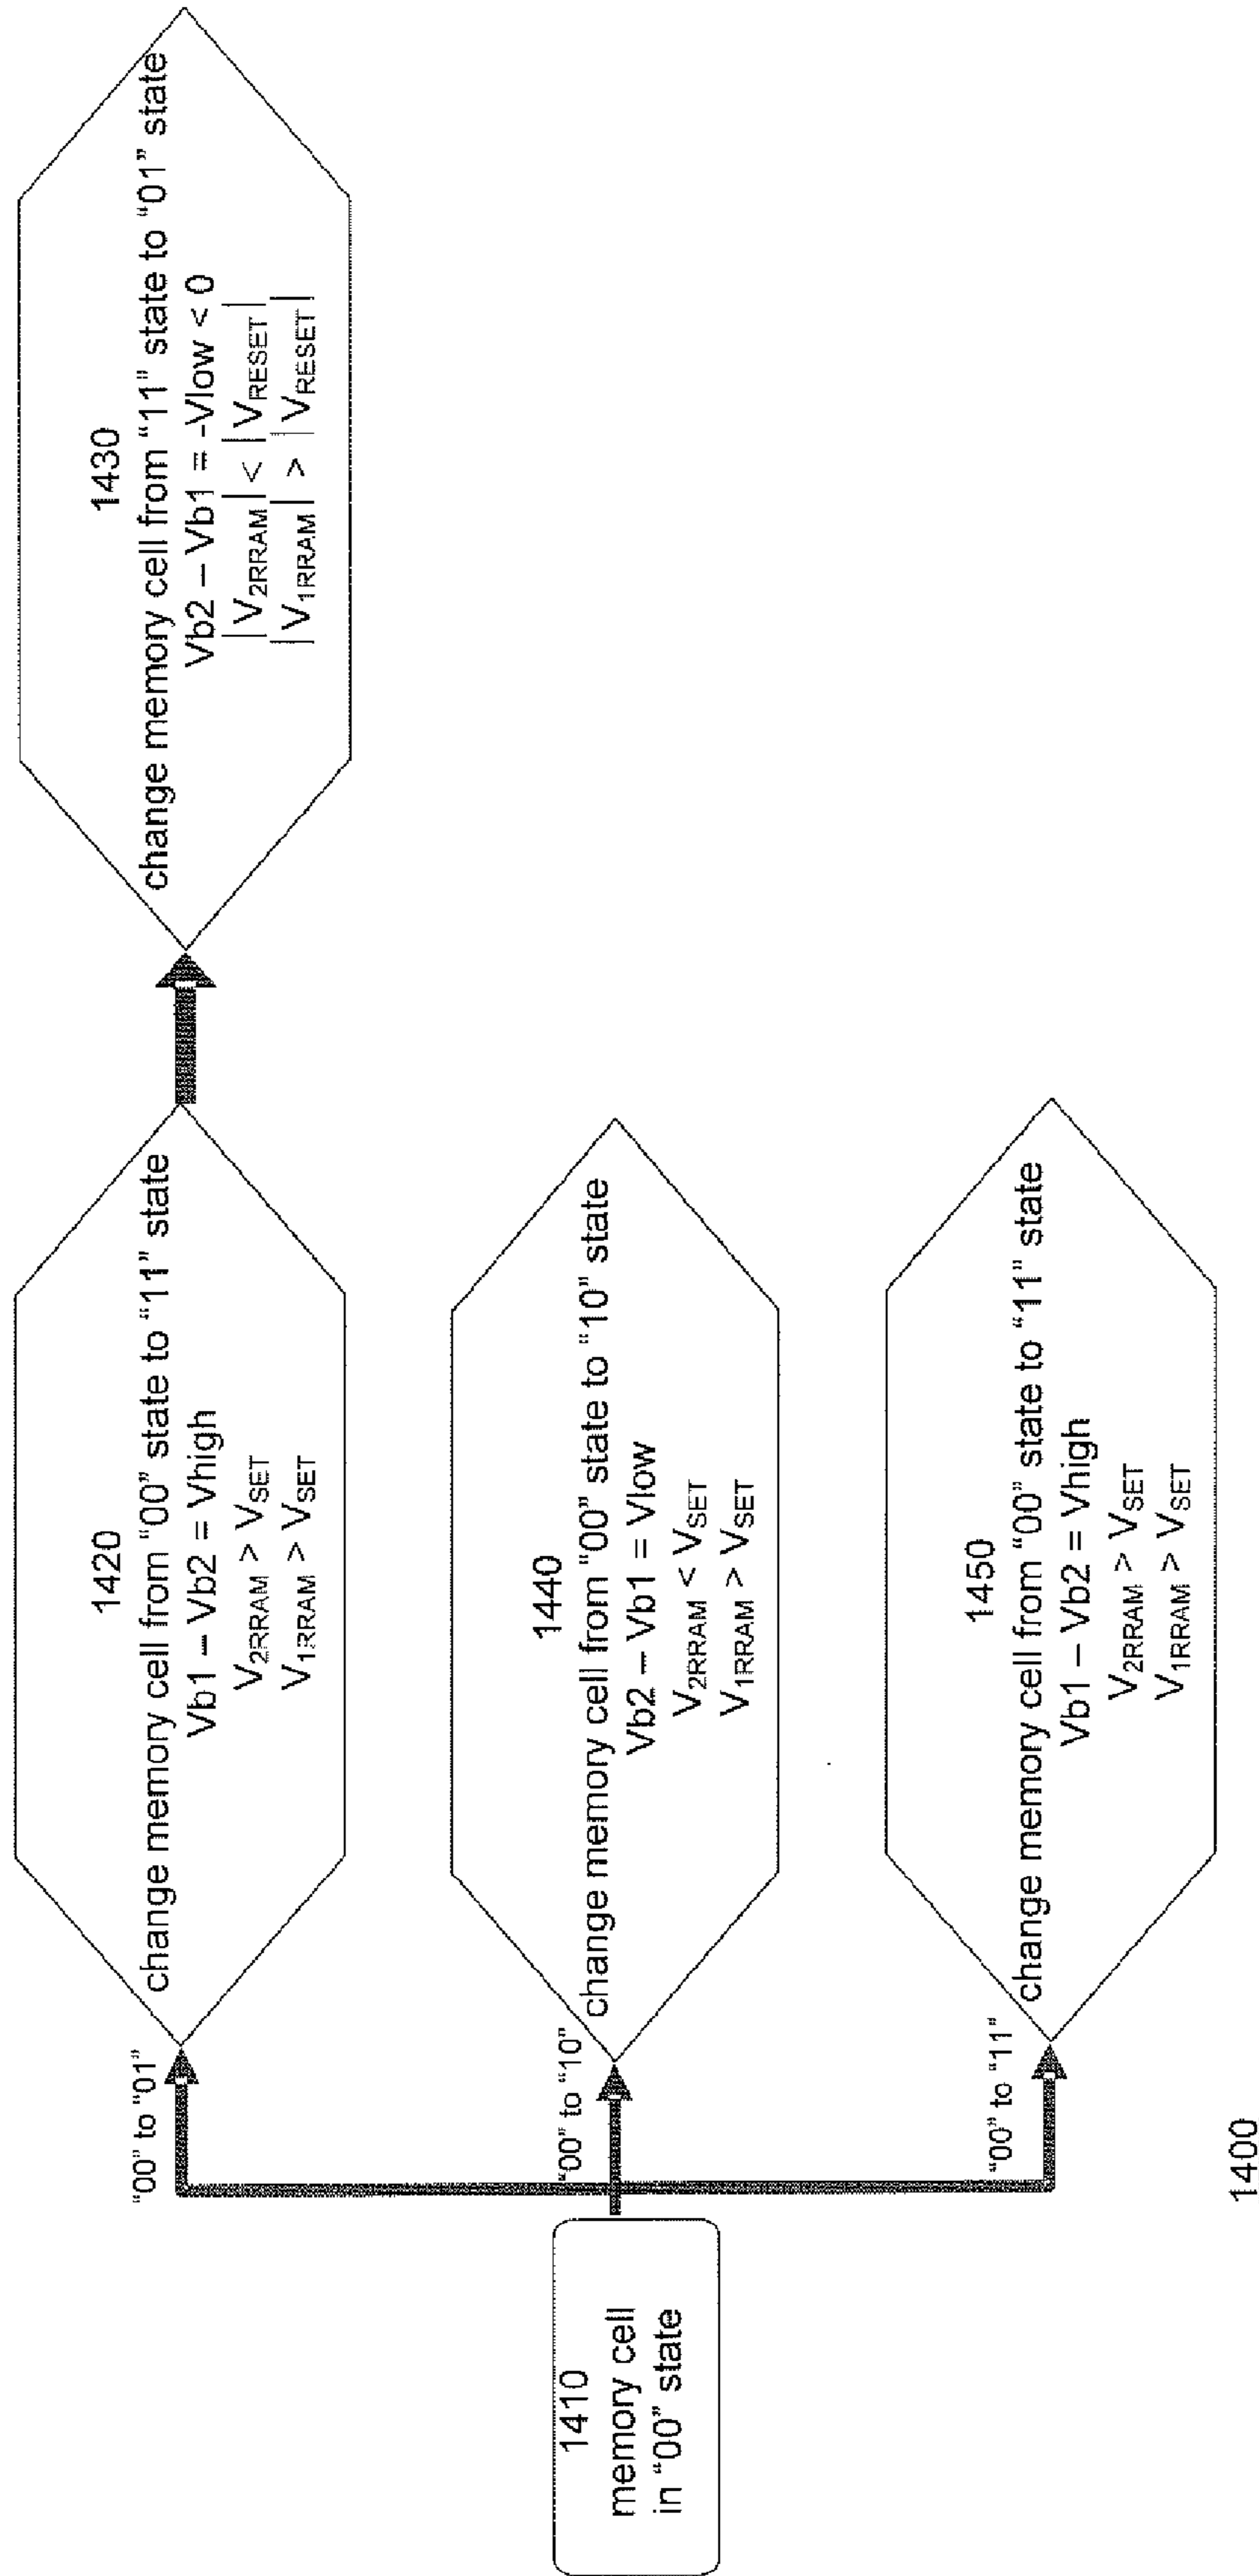 1410
memory cell
in “00” state
“00” to “01”
1420
change memory cell from “00” state to “11” state
Vb1 – Vb2 = Vhigh
V2RRAM > VSET
V1RRAM > VSET
1430
change memory cell from “11” state to “01” state
Vb2 – Vb1 = -Vlow < 0
|V2RRAM| < |VRESET|
|V1RRAM| > |VRESET|
“00” to “10”
1440
change memory cell from “00” state to “10” state
Vb2 – Vb1 = Vlow
V2RRAM < VSET
V1RRAM > VSET
“00” to “11”
1450
change memory cell from “00” state to “11” state
Vb1 – Vb2 = Vhigh
V2RRAM > VSET
V1RRAM > VSET
1400